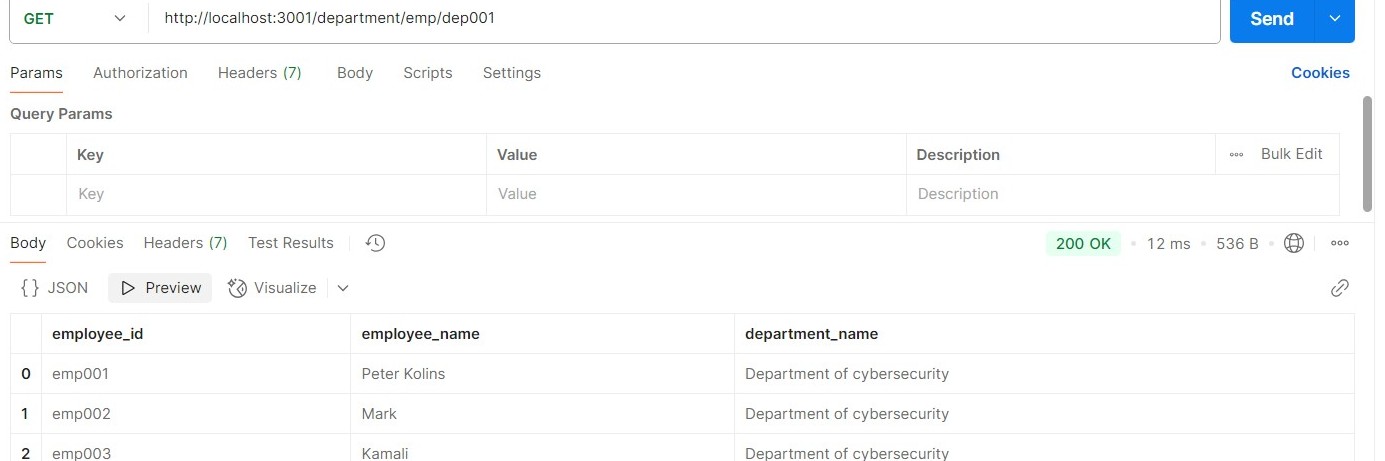 GET http://localhost:3001/department/emp/dep001 Send
Params Authorization Headers (7) Body Scripts Settings Cookies
Query Params
Key Value Description Bulk Edit
Key Value Description
Body Cookies Headers (7) Test Results 200 OK 12 ms 536 B
{} JSON Preview Visualize
employee_id employee_name department_name
0 emp001 Peter Kolins Department of cybersecurity
1 emp002 Mark Department of cybersecurity
2 emp003 Kamali Department of cybersecurity